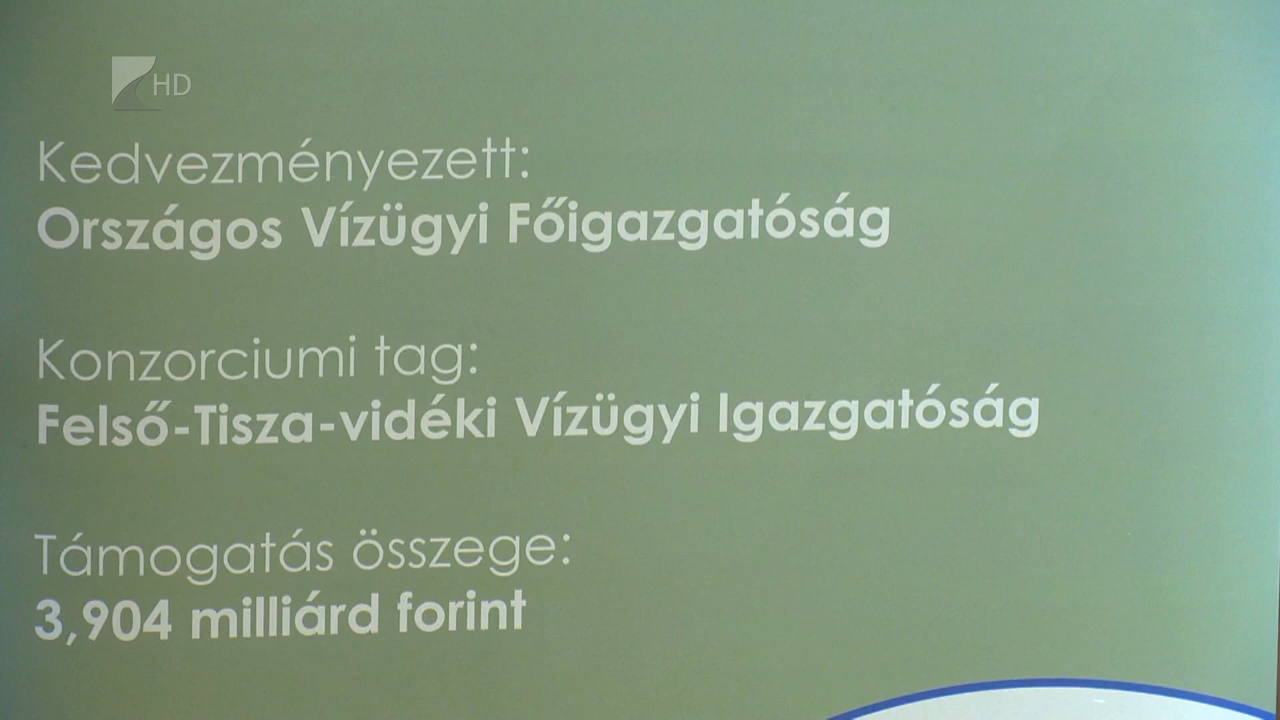 HD
Kedvezményezett:
Országos Vízügyi Főigazgatóság
Konzorciumi tag:
Felső-Tisza-vidéki Vízügyi Igazgatóság
Támogatás összege:
3,904 milliárd forint